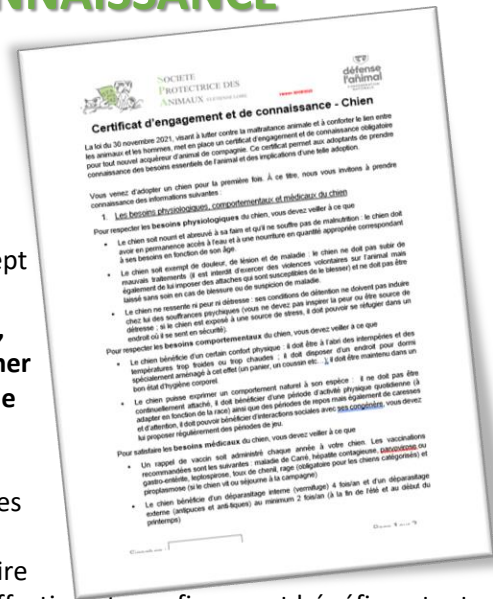 NNAISSANCE
SOCIETE
PROTECTRICE DES
ANIMAUX
défense
l'animal
Certificat d'engagement et de connaissance - Chien
La loi du 30 novembre 2021, visant à lutter contre la maltraitance animale et à conforter le lien entre
les animaux et les hommes, met en place un certificat d'engagement et de connaissance obligatoire
pour tout nouvel acquéreur d'animal de compagnie. Ce certificat permet aux adoptants de prendre
connaissance des besoins essentiels de l'animal et des implications d'une telle adoption.
Vous venez d'adopter un chien pour la première fois. À ce titre, nous vous invitons à prendre
connaissance des informations suivantes :
1. Les besoins physiologiques, comportementaux et médicaux du chien
Pour respecter les besoins physiologiques du chien, vous devez veiller à ce que
• Le chien soit nourri et abreuvé à sa faim et qu'il ne souffre pas de malnutrition : le chien doit
avoir en permanence accès à l'eau et à une nourriture en quantité appropriée correspondant
à ses besoins en fonction de son âge.
• Le chien soit exempt de douleur, de lésion et de maladie : le chien ne doit pas subir de
mauvais traitements (il est interdit d'exercer des violences volontaires sur l'animal mais
également de lui imposer des attaches qui sont susceptibles de le blesser) et ne doit pas être
laissé sans soin en cas de blessure ou de suspicion de maladie.
• Le chien ne ressente ni peur ni détresse : ses conditions de détention ne doivent pas induire
chez lui des souffrances psychiques (vous ne devez pas inspirer la peur ou être source de
détresse ; si le chien est exposé à une source de stress, il doit pouvoir se réfugier dans un
endroit où il se sent en sécurité).
Pour respecter les besoins comportementaux du chien, vous devez veiller à ce que
• Le chien bénéficie d'un certain confort physique : il doit être à l'abri des intempéries et des
températures trop froides ou trop chaudes ; il doit disposer d'un endroit pour dormi
spécialement aménagé à cet effet (un panier, un coussin etc...); il doit être maintenu dans un
bon état d'hygiène corporel.
• Le chien puisse exprimer un comportement naturel à son espèce : il ne doit pas être
continuellement attaché, il doit bénéficier d'une période d'activité physique quotidienne (à
adapter en fonction de la race) ainsi que des périodes de repos mais également de caresses
et d'attention, il doit pouvoir bénéficier d'interactions sociales avec ses congénère, vous devez
lui proposer régulièrement des périodes de jeu.
Pour satisfaire les besoins médicaux du chien, vous devez veiller à ce que
• Un rappel de vaccin soit administré chaque année à votre chien. Les vaccinations
recommandées sont les suivantes : maladie de Carré, hépatite contagieuse, parvovirose ou
gastro-entérite, leptospirose, toux de chenil, rage (obligatoire pour les chiens catégorisés) et
piroplasmose (si le chien vit ou séjourne à la campagne)
• Le chien bénéficie d'un déparasitage interne (vermifuge) 4 fois/an et d'un déparasitage
externe (antipuces et anti-tiques) au minimum 2 fois/an (à la fin de l'été et au début du
printemps)
ept
,
ner
e
es
ire